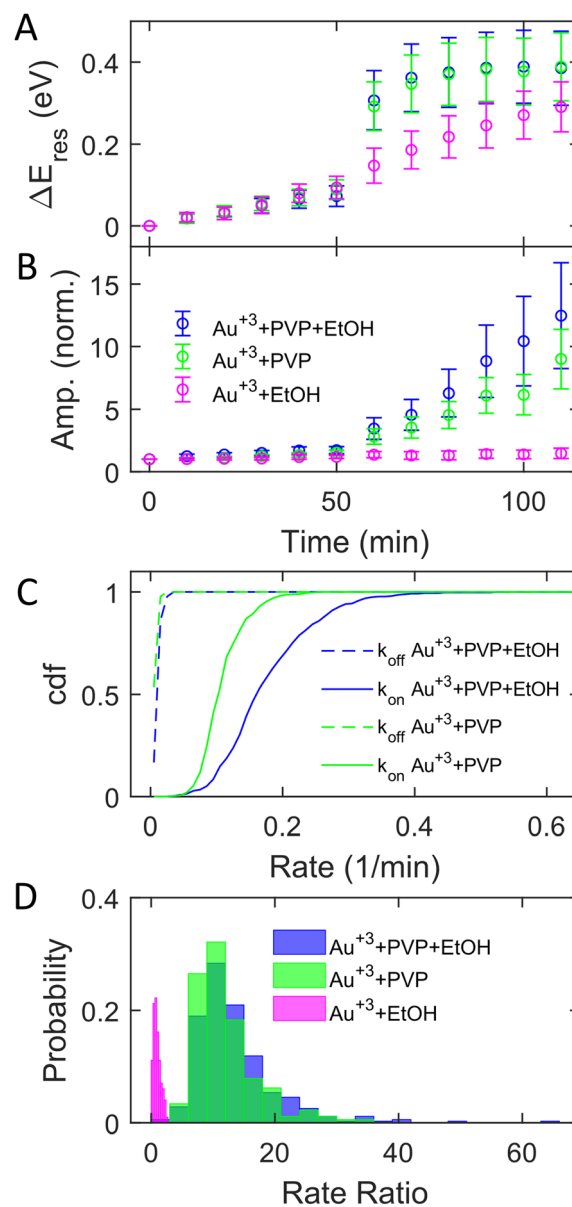 A
ΔE_res (eV)
0.4
0.2
0
B
Amp. (norm.)
15
10
5
0
Au⁺³+PVP+EtOH
Au⁺³+PVP
Au⁺³+EtOH
0 50 100
Time (min)
C
cdf
1
0.5
0
k_off Au⁺³+PVP+EtOH
k_on Au⁺³+PVP+EtOH
k_off Au⁺³+PVP
k_on Au⁺³+PVP
0 0.2 0.4 0.6
Rate (1/min)
D
Probability
0.4
0.2
0
Au⁺³+PVP+EtOH
Au⁺³+PVP
Au⁺³+EtOH
0 20 40 60
Rate Ratio